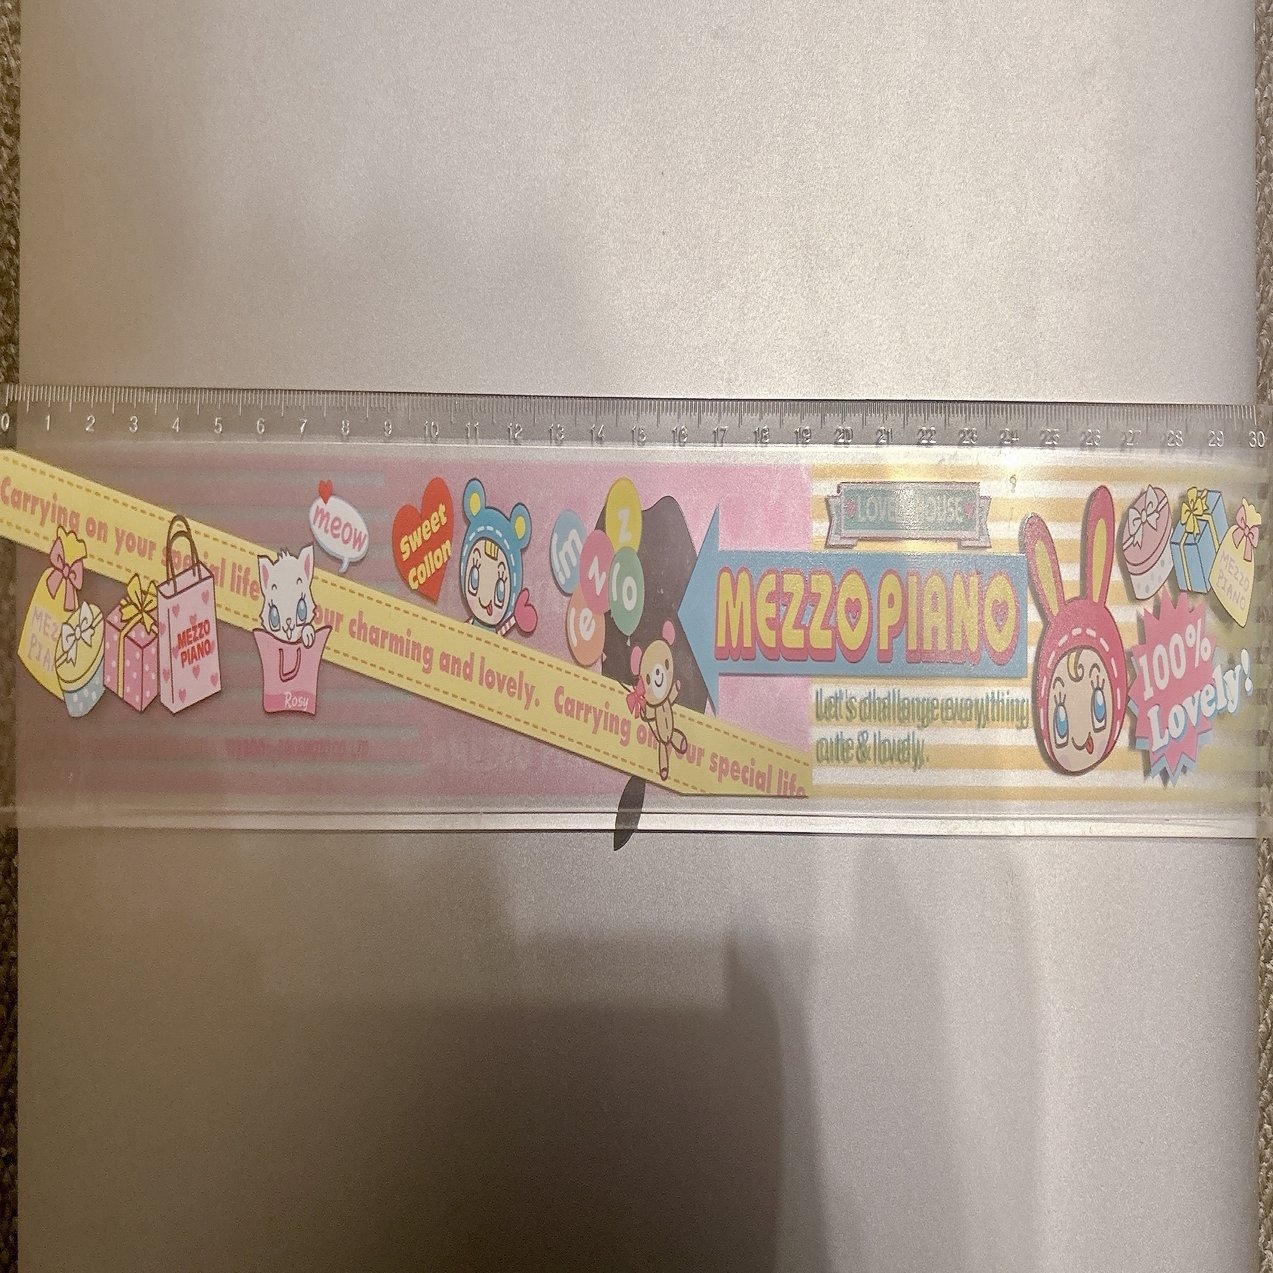 0 1 2 3 4 5 6 7 8 9 10 11 12 13 14 15 16 17 18 19 20 21 22 23 24 25 26 27 28 29 30
Carrying on your special life our charming and lovely. Carrying on your special life
MEZZO
PIANO
Rosy
meow
Sweet
Collon
mezzo
MEZZO PIANO
LOVELY HOUSE
Let's challenge everything
cute & lovely.
100%
Lovely!
MEZZO
PIANO